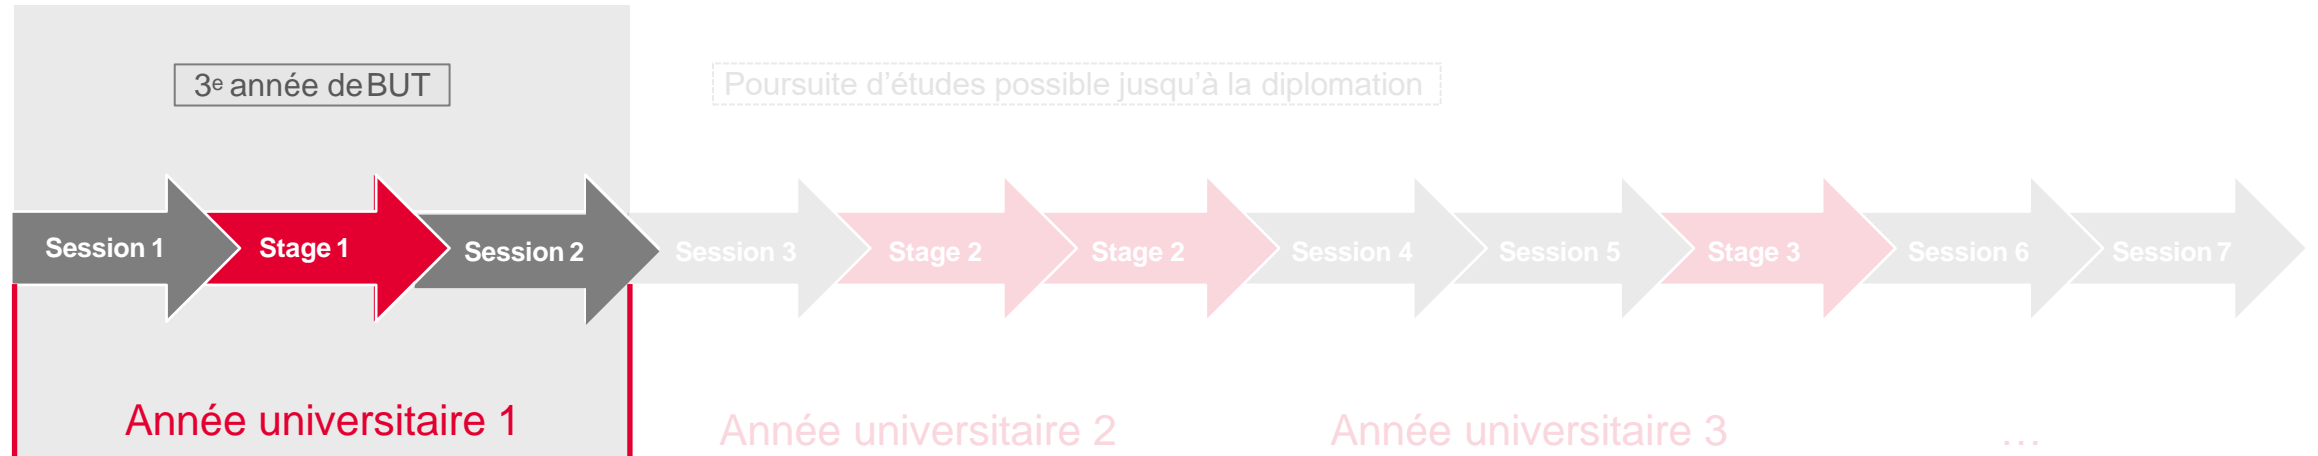 3e année de BUT
Poursuite d’études possible jusqu’à la diplomation
Session 1
Stage 1
Session 2
Session 3
Stage 2
Stage 2
Session 4
Session 5
Stage 3
Session 6
Session 7
Année universitaire 1
Année universitaire 2
Année universitaire 3
...